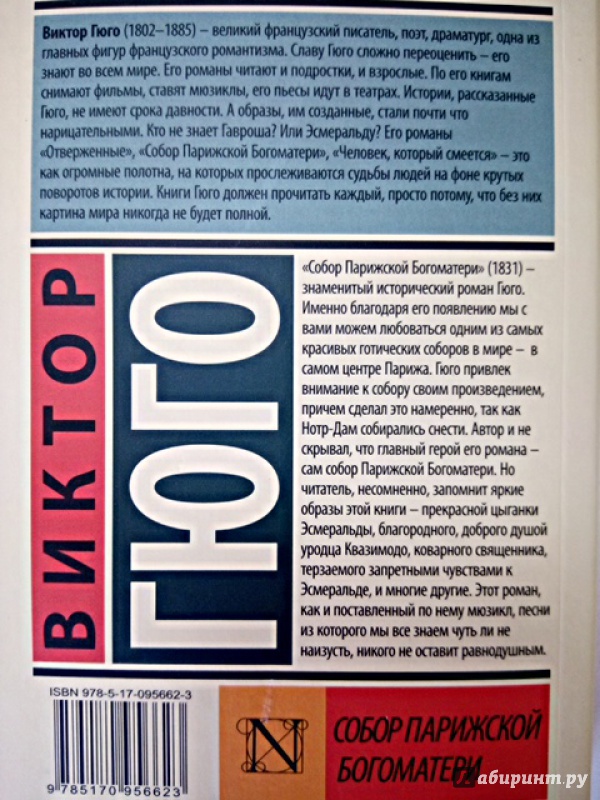 Виктор Гюго (1802–1885) – великий французский писатель, поэт, драматург, одна из
главных фигур французского романтизма. Славу Гюго сложно переоценить – его
знают во всем мире. Его романы читают и подростки, и взрослые. По его книгам
снимают фильмы, ставят мюзиклы, его пьесы идут в театрах. Истории, рассказанные
Гюго, не имеют срока давности. А образы, им созданные, стали почти что
нарицательными. Кто не знает Гавроша? Или Эсмеральду? Его романы
«Отверженные», «Собор Парижской Богоматери», «Человек, который смеется» – это
как огромные полотна, на которых прослеживаются судьбы людей на фоне крутых
поворотов истории. Книги Гюго должен прочитать каждый, просто потому, что без них
картина мира никогда не будет полной.
ВИКТОР
ГЮГО
«Собор Парижской Богоматери» (1831) –
знаменитый исторический роман Гюго.
Именно благодаря его появлению мы с
вами можем любоваться одним из самых
красивых готических соборов в мире – в
самом центре Парижа. Гюго привлек
внимание к собору своим произведением,
причем сделал это намеренно, так как
Нотр-Дам собирались снести. Автор и не
скрывал, что главный герой его романа –
сам собор Парижской Богоматери. Но
читатель, несомненно, запомнит яркие
образы этой книги – прекрасной цыганки
Эсмеральды, благородного, доброго душой
уродца Квазимодо, коварного священника,
терзаемого запретными чувствами к
Эсмеральде, и многие другие. Этот роман,
как и поставленный по нему мюзикл, песни
из которого мы все знаем чуть ли не
наизусть, никого не оставит равнодушным.
ISBN 978-5-17-095662-3
9 785170 956623
N
СОБОР ПАРИЖСКОЙ
БОГОМАТЕРИ
лабиринт.ру